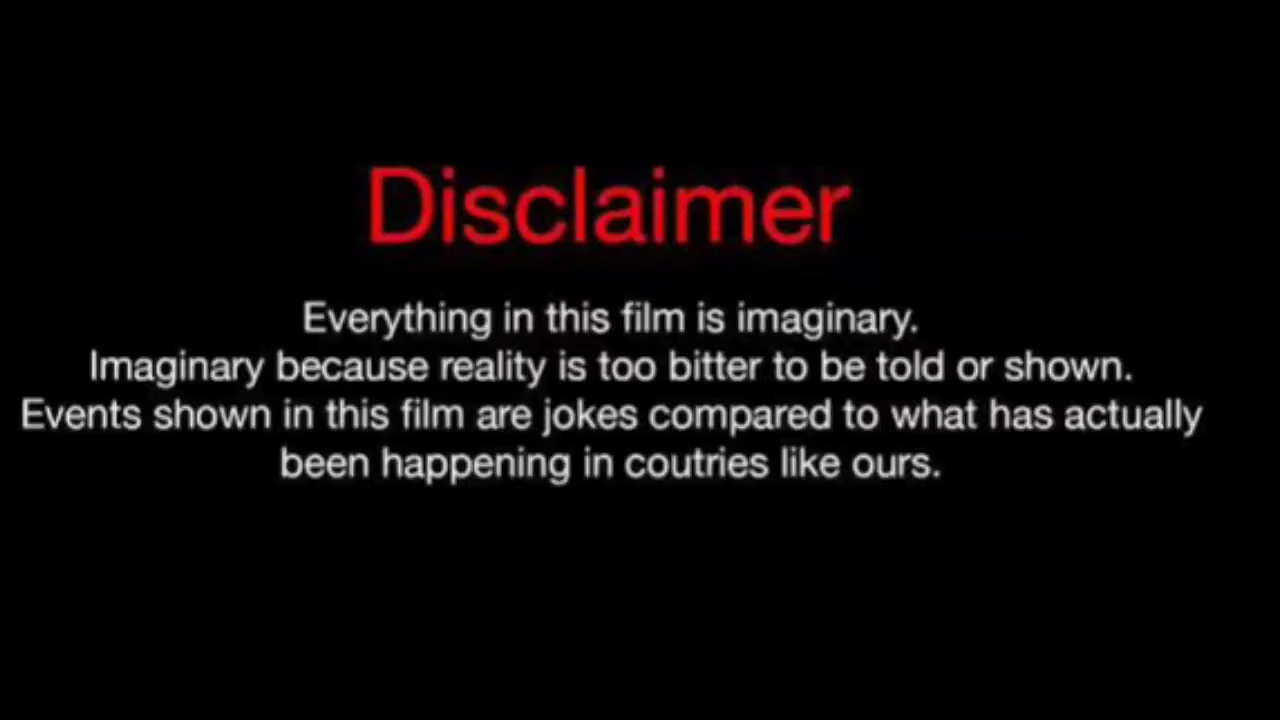 Disclaimer
Everything in this film is imaginary.
Imaginary because reality is too bitter to be told or shown.
Events shown in this film are jokes compared to what has actually
been happening in coutries like ours.